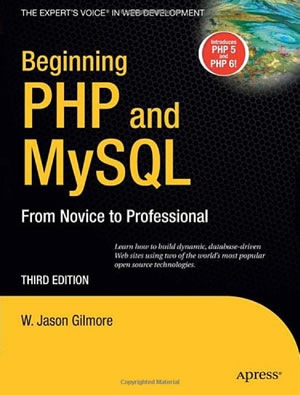 THE EXPERT'S VOICE® IN WEB DEVELOPMENT
Introduces
PHP 5
and
PHP 6!
Beginning
PHP and
MySQL
From Novice to Professional
Learn how to build dynamic, database-driven
Web sites using two of the world's most popular
open source technologies.
THIRD EDITION
W. Jason Gilmore
Apress®
Copyrighted Material